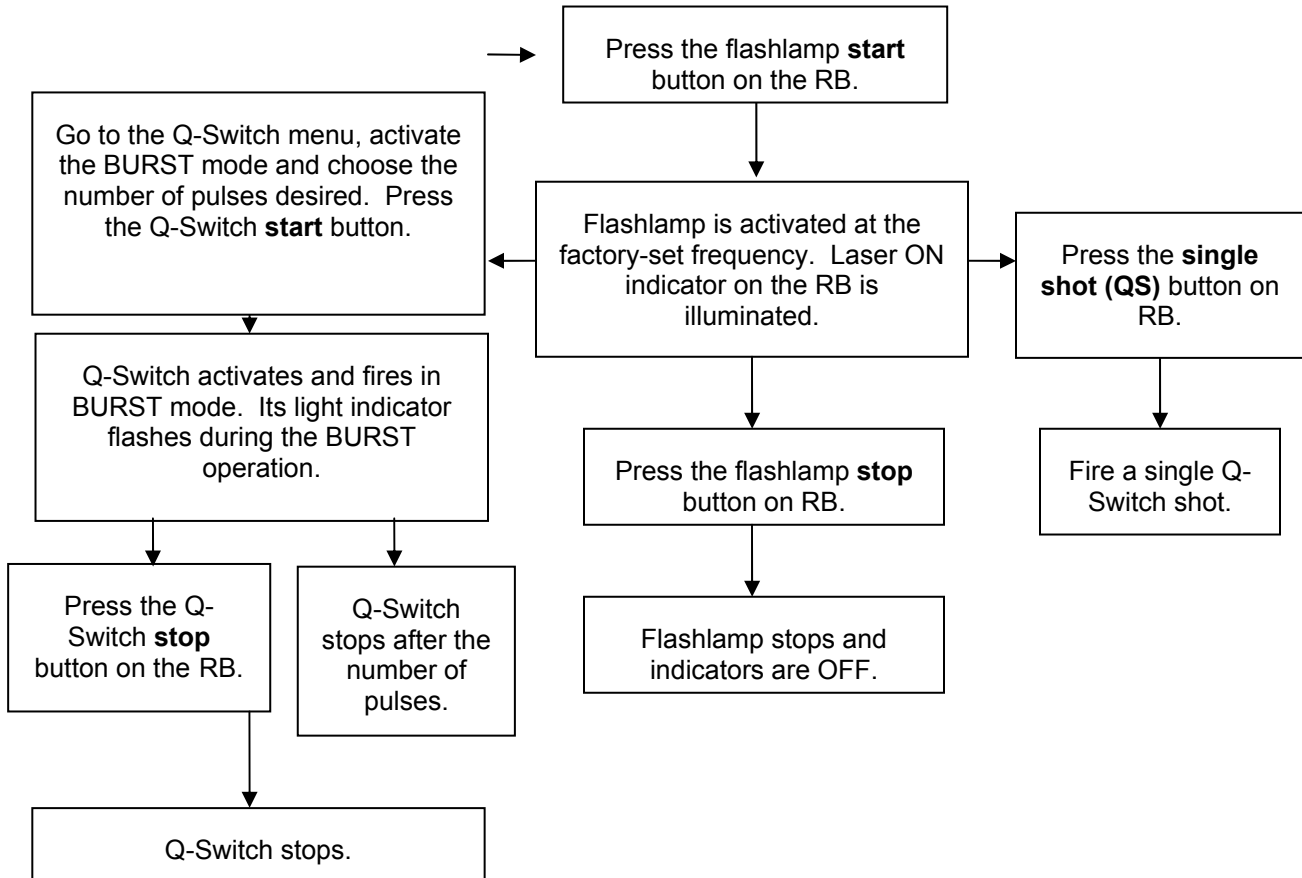 Press the flashlamp start
button on the RB.
Go to the Q-Switch menu, activate
the BURST mode and choose the
number of pulses desired.  Press
the Q-Switch start button.
Flashlamp is activated at the
factory-set frequency.  Laser ON
indicator on the RB is
illuminated.
Press the single
shot (QS) button on
RB.
Q-Switch activates and fires in
BURST mode.  Its light indicator
flashes during the BURST
operation.
Press the flashlamp stop
button on RB.
Fire a single Q-
Switch shot.
Press the Q-
Switch stop
button on the RB.
Q-Switch
stops after the
number of
pulses.
Flashlamp stops and
indicators are OFF.
Q-Switch stops.